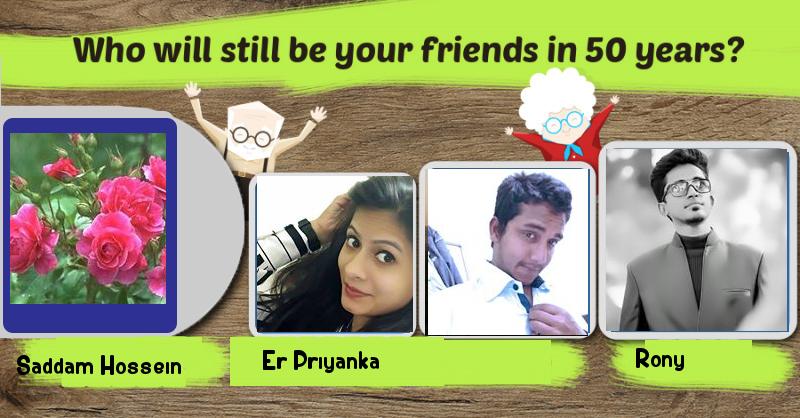 Who will still be your friends in 50 years?
Saddam Hossein
Er Priyanka
Rony